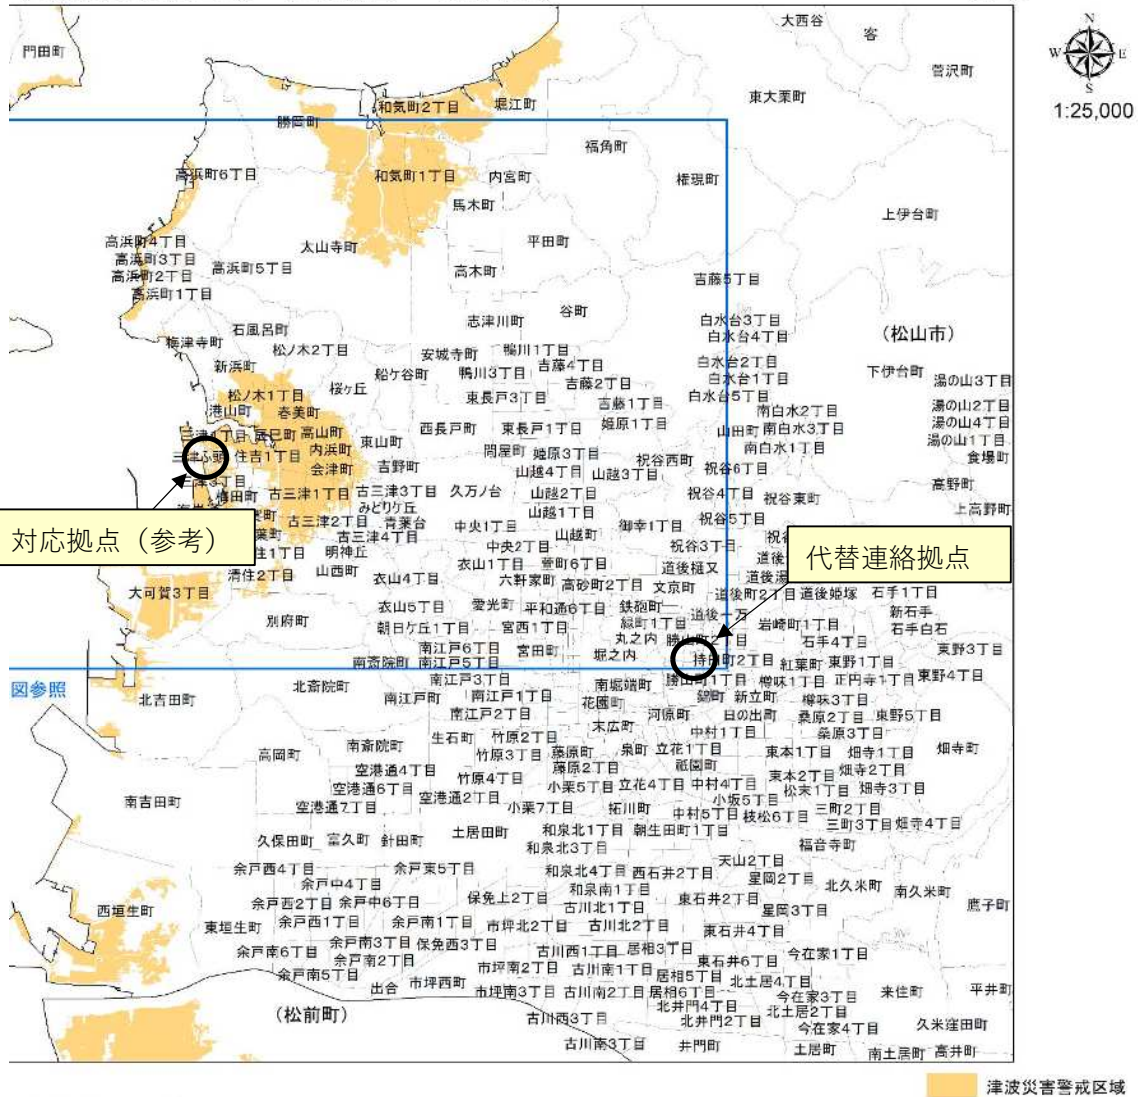 大西谷
客
N
門田町
菅沢町
W
E
S
東大栗町
和気町2丁目
堀江町
1:25,000
勝岡町
福角町
高浜町6丁目
和気町1丁目
内宮町
権現町
馬木町
上伊台町
高浜町4丁目
太山寺町
平田町
高浜町3丁目
高浜町5丁目
高木町
高浜町2丁目
吉藤5丁目
高浜町1丁目
谷町
志津川町
白水台3丁目
石風呂町
(松山市)
白水台4丁目
梅津寺町
松ノ木2丁目
安城寺町
鴨川1丁目
新浜町
船ケ谷町
鴨川3丁目
吉藤4丁目
白水台2丁目
下伊台町
湯の山3丁目
松ノ木1丁目
桜ヶ丘
東長戸3丁目
吉藤2丁目
白水台1丁目
湯の山2丁目
港山町
春美町
吉藤1丁目
白水台5丁目
南白水2丁目
湯の山4丁目
辰巳町
高山町
東山町
西長戸町
東長戸1丁目
姫原1丁目
山田町
南白水3丁目
湯の山1丁目
三津ふ頭
住吉1丁目
内浜町
問屋町
姫原3丁目
祝谷西町
南白水1丁目
食場町
会津町
吉野町
山越4丁目
山越3丁目
祝谷6丁目
高野町
古三津1丁目
古三津3丁目
久万ノ台
山越2丁目
祝谷4丁目
祝谷東町
上高野町
みどりケ丘
山越1丁目
対応拠点（参考）
古三津2丁目
青葉台
中央1丁目
御幸1丁目
祝谷5丁目
古三津4丁目
山越町
明神丘
中央2丁目
祝谷3丁目
代替連絡拠点
清住2丁目
山西町
衣山4丁目
衣山1丁目
萱町6丁目
道後樋又
大可賀3丁目
六軒家町
高砂町2丁目
文京町
道後町2丁目
道後姫塚
石手1丁目
衣山5丁目
愛光町
平和通6丁目
鉄砲町
道後一万
新石手
別府町
朝日ケ丘1丁目
宮西1丁目
緑町1丁目
岩崎町1丁目
石手白石
丸之内
石手4丁目
南江戸6丁目
宮田町
堀之内
持田町2丁目
紅葉町
東野1丁目
東野3丁目
南斎院町
南江戸5丁目
図参照
北斎院町
南江戸3丁目
南堀端町
勝山町1丁目
樽味1丁目
正円寺1丁目
東野4丁目
北吉田町
南江戸町
南江戸1丁目
花園町
錦町
新立町
樽味3丁目
南江戸2丁目
河原町
日の出町
桑原2丁目
東野5丁目
生石町
竹原2丁目
末広町
中村1丁目
桑原3丁目
高岡町
南斎院町
竹原3丁目
藤原町
泉町
立花1丁目
東本1丁目
畑寺1丁目
畑寺町
空港通4丁目
藤原2丁目
祇園町
南吉田町
空港通6丁目
竹原4丁目
小栗5丁目
立花4丁目
中村4丁目
東本2丁目
畑寺2丁目
空港通7丁目
空港通2丁目
小栗7丁目
拓川町
小坂5丁目
松末1丁目
畑寺3丁目
中村5丁目
枝松6丁目
三町2丁目
久保田町
富久町
針田町
土居田町
和泉北1丁目
朝生田町1丁目
三町3丁目
畑寺4丁目
和泉北3丁目
福音寺町
余戸西4丁目
余戸東5丁目
和泉北4丁目
西石井2丁目
天山2丁目
余戸中4丁目
和泉南1丁目
星岡2丁目
北久米町
南久米町
西垣生町
余戸西2丁目
余戸中6丁目
保免上2丁目
古川北1丁目
東石井2丁目
星岡3丁目
鷹子町
東垣生町
余戸西1丁目
余戸南1丁目
市坪北2丁目
古川北2丁目
東石井4丁目
余戸南3丁目
保免西3丁目
古川西1丁目
居相3丁目
今在家1丁目
余戸南6丁目
余戸南2丁目
東石井6丁目
余戸南5丁目
市坪南2丁目
古川南1丁目
居相5丁目
北土居4丁目
出合
市坪西町
市坪南3丁目
古川南2丁目
居相6丁目
今在家3丁目
来住町
平井町
(松前町)
北井門4丁目
北土居2丁目
古川西3丁目
北井門2丁目
今在家4丁目
久米窪田町
古川南3丁目
井門町
土居町
南土居町
高井町
津波災害警戒区域